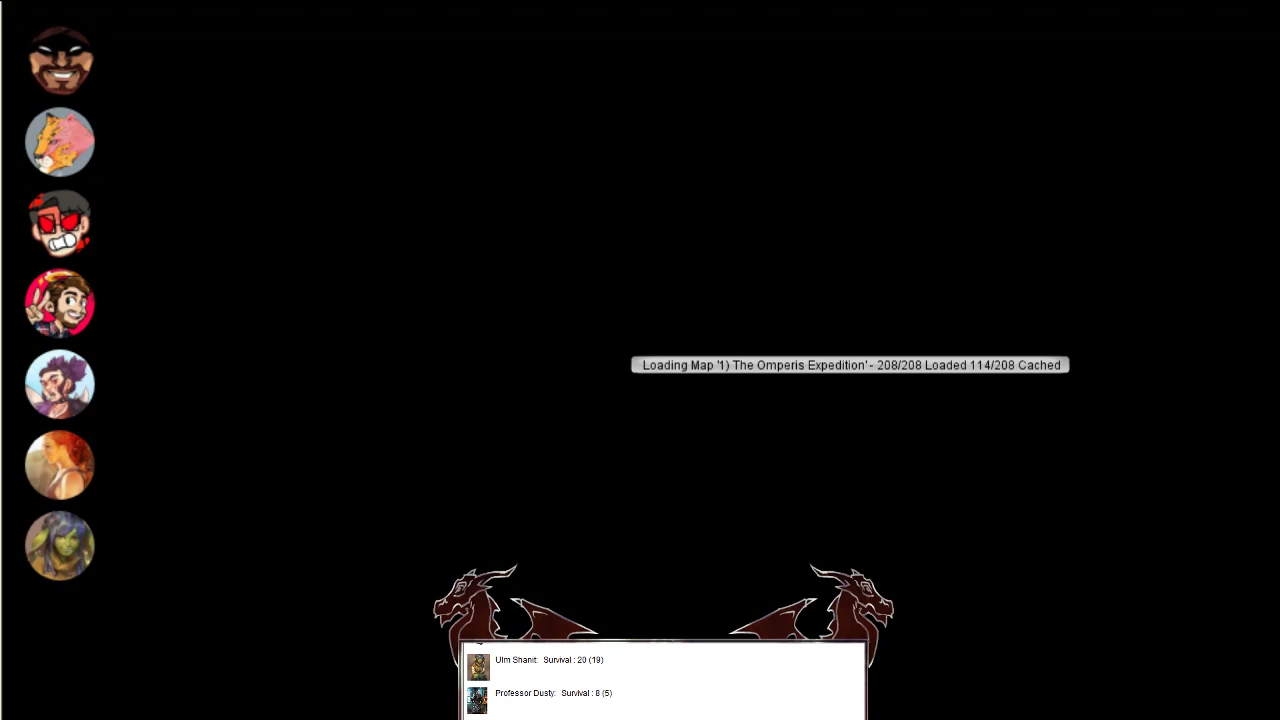 Loading Map '1) The Omperis Expedition' - 208/208 Loaded 114/208 Cached
Ulm Shanit: Survival : 20 (19)
Professor Dusty: Survival : 8 (5)